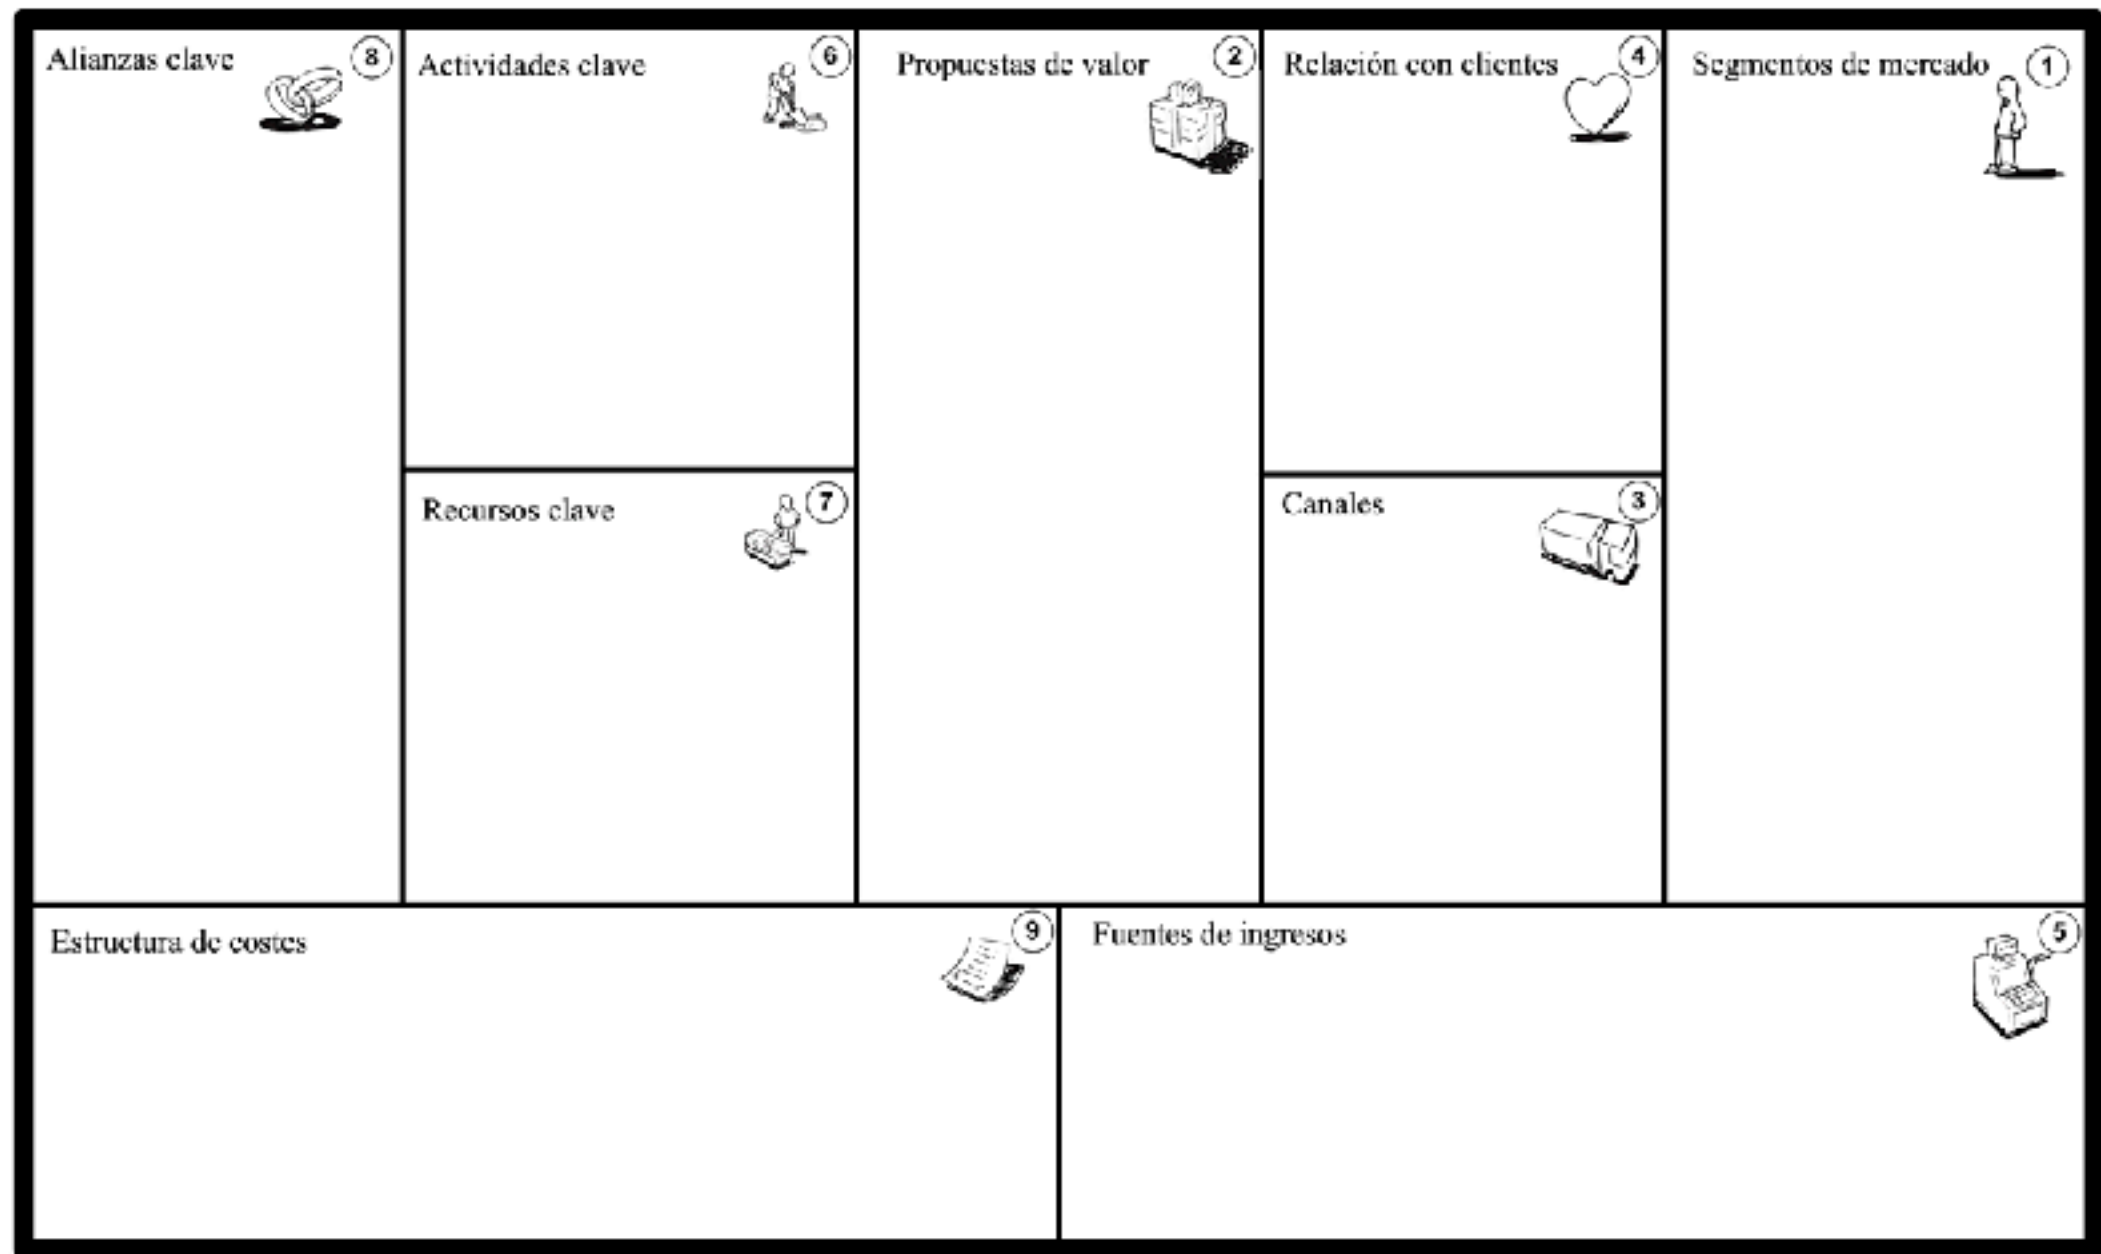 Alianzas clave 8
Actividades clave 6
Propuestas de valor 2
Relación con clientes 4
Segmentos de mercado 1
Recursos clave 7
Canales 3
Estructura de costes 9
Fuentes de ingresos 5